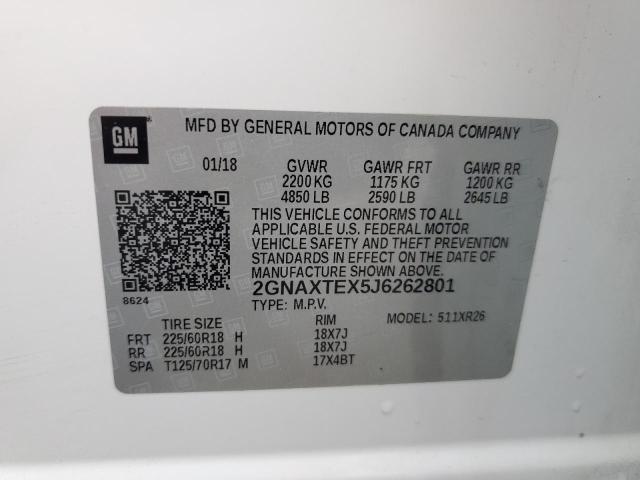 GM
MFD BY GENERAL MOTORS OF CANADA COMPANY
01/18 GVWR GAWR FRT GAWR RR
2200 KG 1175 KG 1200 KG
4850 LB 2590 LB 2645 LB
THIS VEHICLE CONFORMS TO ALL
APPLICABLE U.S. FEDERAL MOTOR
VEHICLE SAFETY AND THEFT PREVENTION
STANDARDS IN EFFECT ON THE DATE OF
MANUFACTURE SHOWN ABOVE.
8624 2GNAXTEX5J6262801
TYPE: M.P.V.
TIRE SIZE RIM MODEL: 511XR26
FRT 225/60R18 H 18X7J
RR 225/60R18 H 18X7J
SPA T125/70R17 M 17X4BT